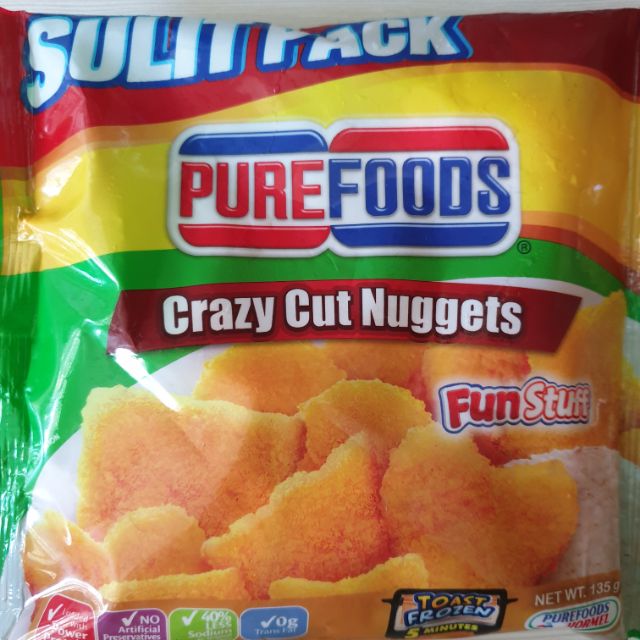 SULIT PACK
PUREFOODS
®
Crazy Cut Nuggets
Fun Stuff
TOAST
FROZEN
5 MINUTES
NET WT. 135 g
PUREFOODS
HORMEL
Power
NO
Artificial
Preservatives
40%
Less
Sodium
0g
Trans Fat